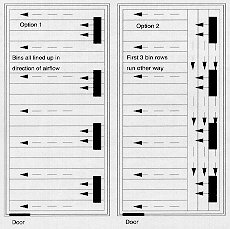 Option 1
Bins all lined up in
direction of airflow
Door
Option 2
First 3 bin rows
run other way
Door